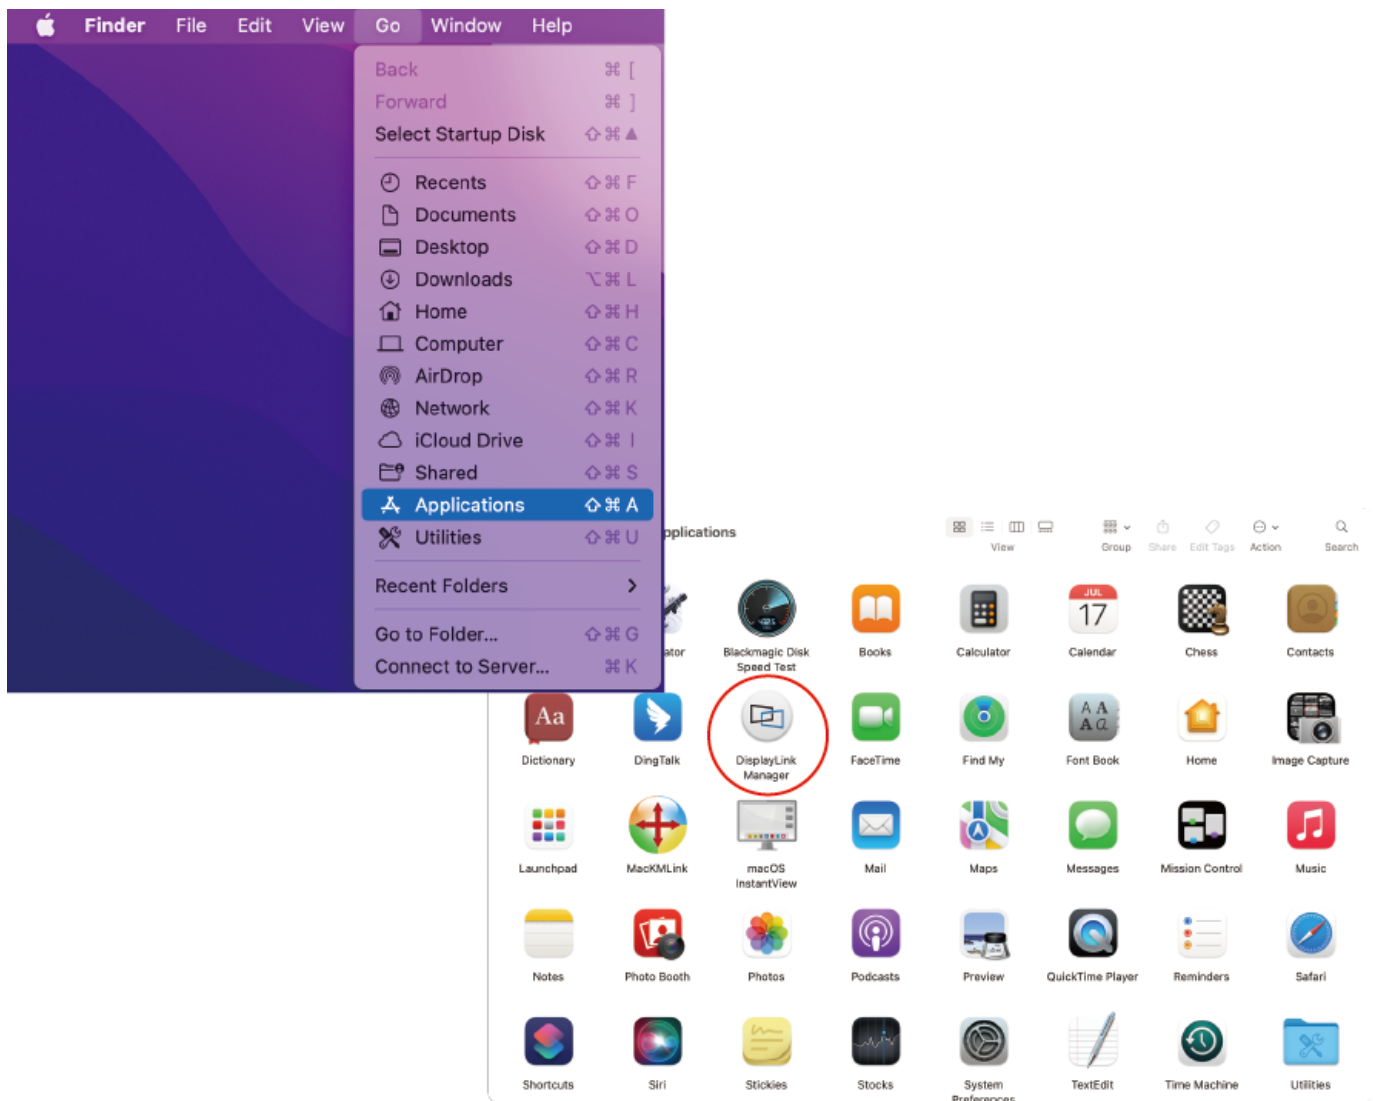 Finder File Edit View Go Window Help
Back ⌘ [
Forward ⌘ ]
Select Startup Disk ⇧⌘▲
Recents ⇧⌘F
Documents ⇧⌘O
Desktop ⇧⌘D
Downloads ⌥⌘L
Home ⇧⌘H
Computer ⇧⌘C
AirDrop ⇧⌘R
Network ⇧⌘K
iCloud Drive ⇧⌘I
Shared ⇧⌘S
Applications ⇧⌘A
Utilities ⇧⌘U
Recent Folders
Go to Folder... ⇧⌘G
Connect to Server... ⌘K
pplications
View Group Share Edit Tags Action Search
JUL
17
ator
Blackmagic Disk
Speed Test
Books
Calculator
Calendar
Chess
Contacts
Aa
A A
A a
Dictionary
DingTalk
DisplayLink
Manager
FaceTime
Find My
Font Book
Home
Image Capture
Launchpad
MacKMLink
macOS
InstantView
Mail
Maps
Messages
Mission Control
Music
Notes
Photo Booth
Photos
Podcasts
Preview
QuickTime Player
Reminders
Safari
Shortcuts
Siri
Stickies
Stocks
System
Preferences
TextEdit
Time Machine
Utilities